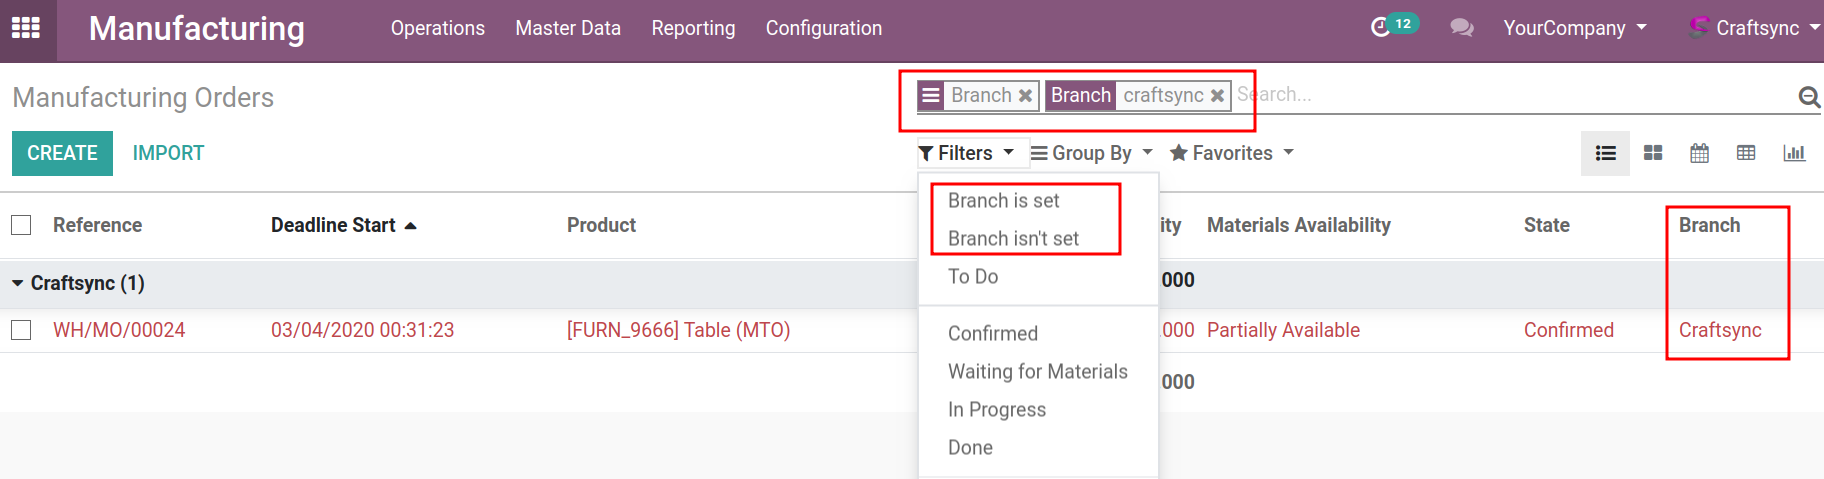 Manufacturing Operations Master Data Reporting Configuration 12 YourCompany Craftsync
Manufacturing Orders Branch Branch craftsync Search...
CREATE IMPORT Filters Group By Favorites
Branch is set
Reference Deadline Start Product ity Materials Availability State Branch
Branch isn't set
To Do
Craftsync (1) 000
WH/MO/00024 03/04/2020 00:31:23 [FURN_9666] Table (MTO) .000 Partially Available Confirmed Craftsync
Confirmed
Waiting for Materials 000
In Progress
Done